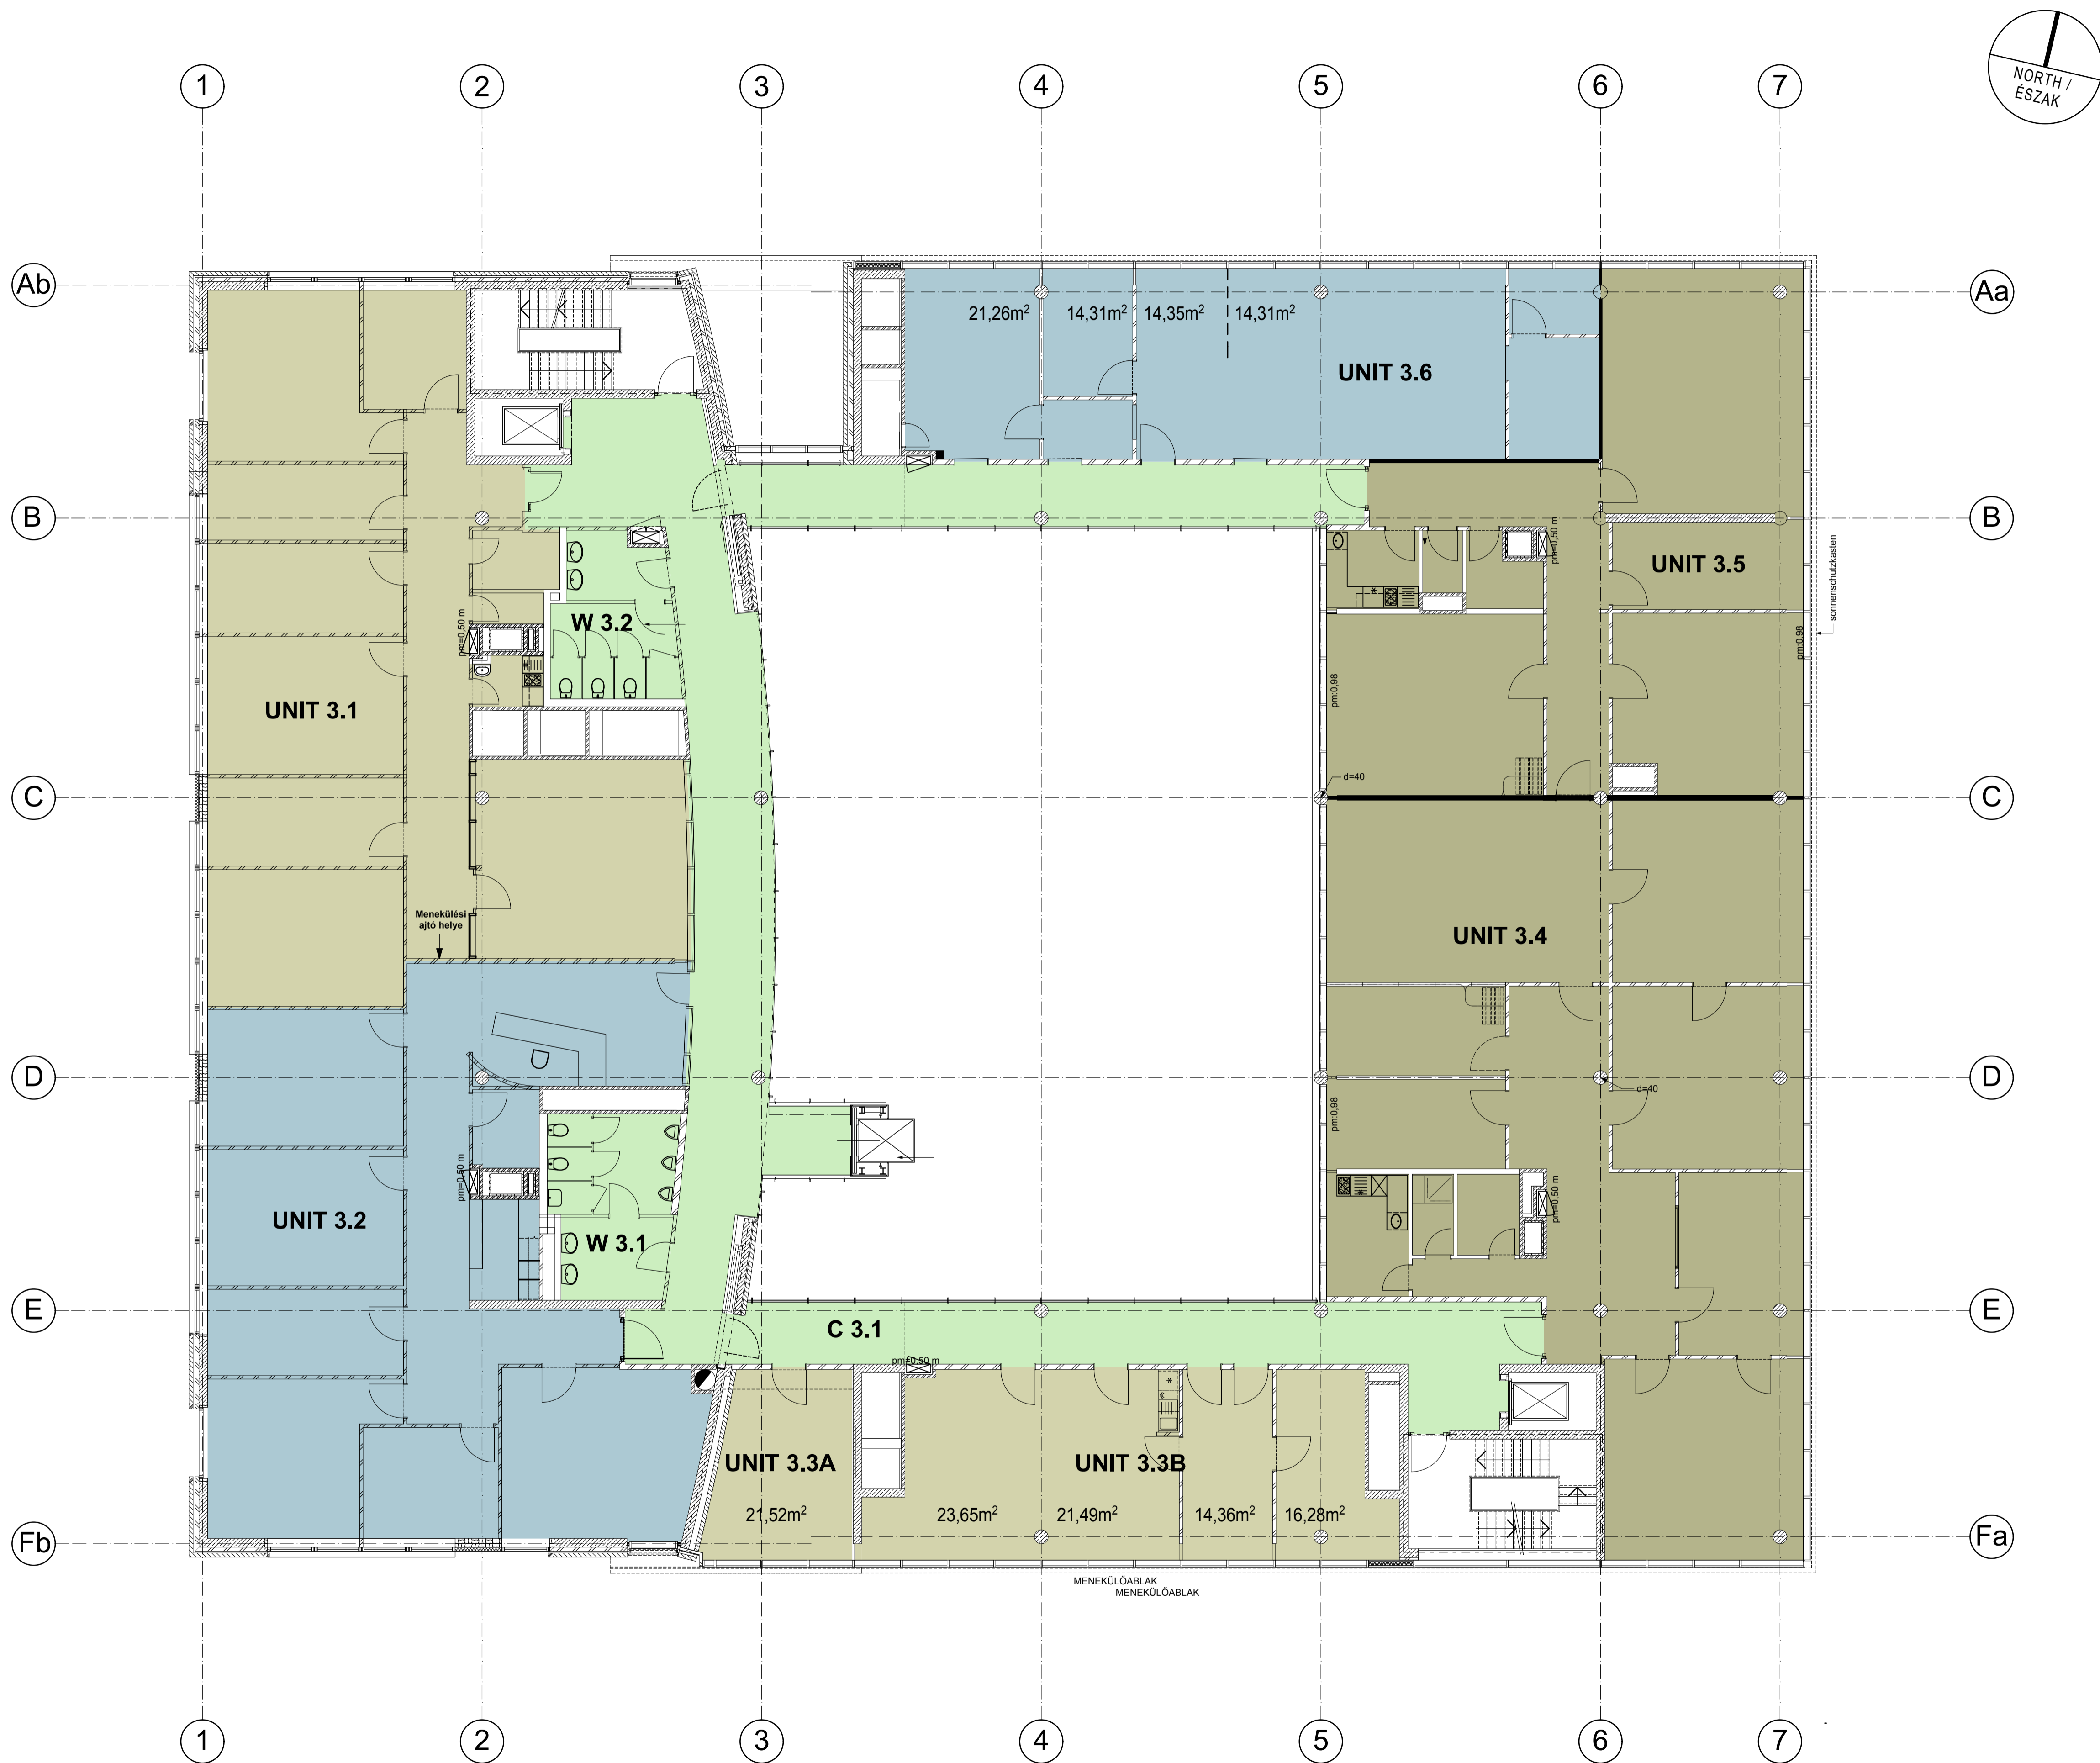 NORTH /
ÉSZAK
1 2 3 4 5 6 7
Ab Aa
21,26m² 14,31m² 14,35m² 14,31m²
UNIT 3.6
B B
pm=0,50 m
UNIT 3.5
sonnenschutzkasten
W 3.2
pm=0,50 m
pm:0,98
pm:0,98
UNIT 3.1
d=40
C C
Menekülési
ajtó helye
UNIT 3.4
D D
d=40
pm:0,98
pm=0,50 m
pm=0,50 m
UNIT 3.2
W 3.1
E E
C 3.1
pm=0,50 m
UNIT 3.3A
UNIT 3.3B
21,52m² 23,65m² 21,49m² 14,36m² 16,28m²
Fb Fa
MENEKÜLŐABLAK
MENEKÜLŐABLAK
1 2 3 4 5 6 7